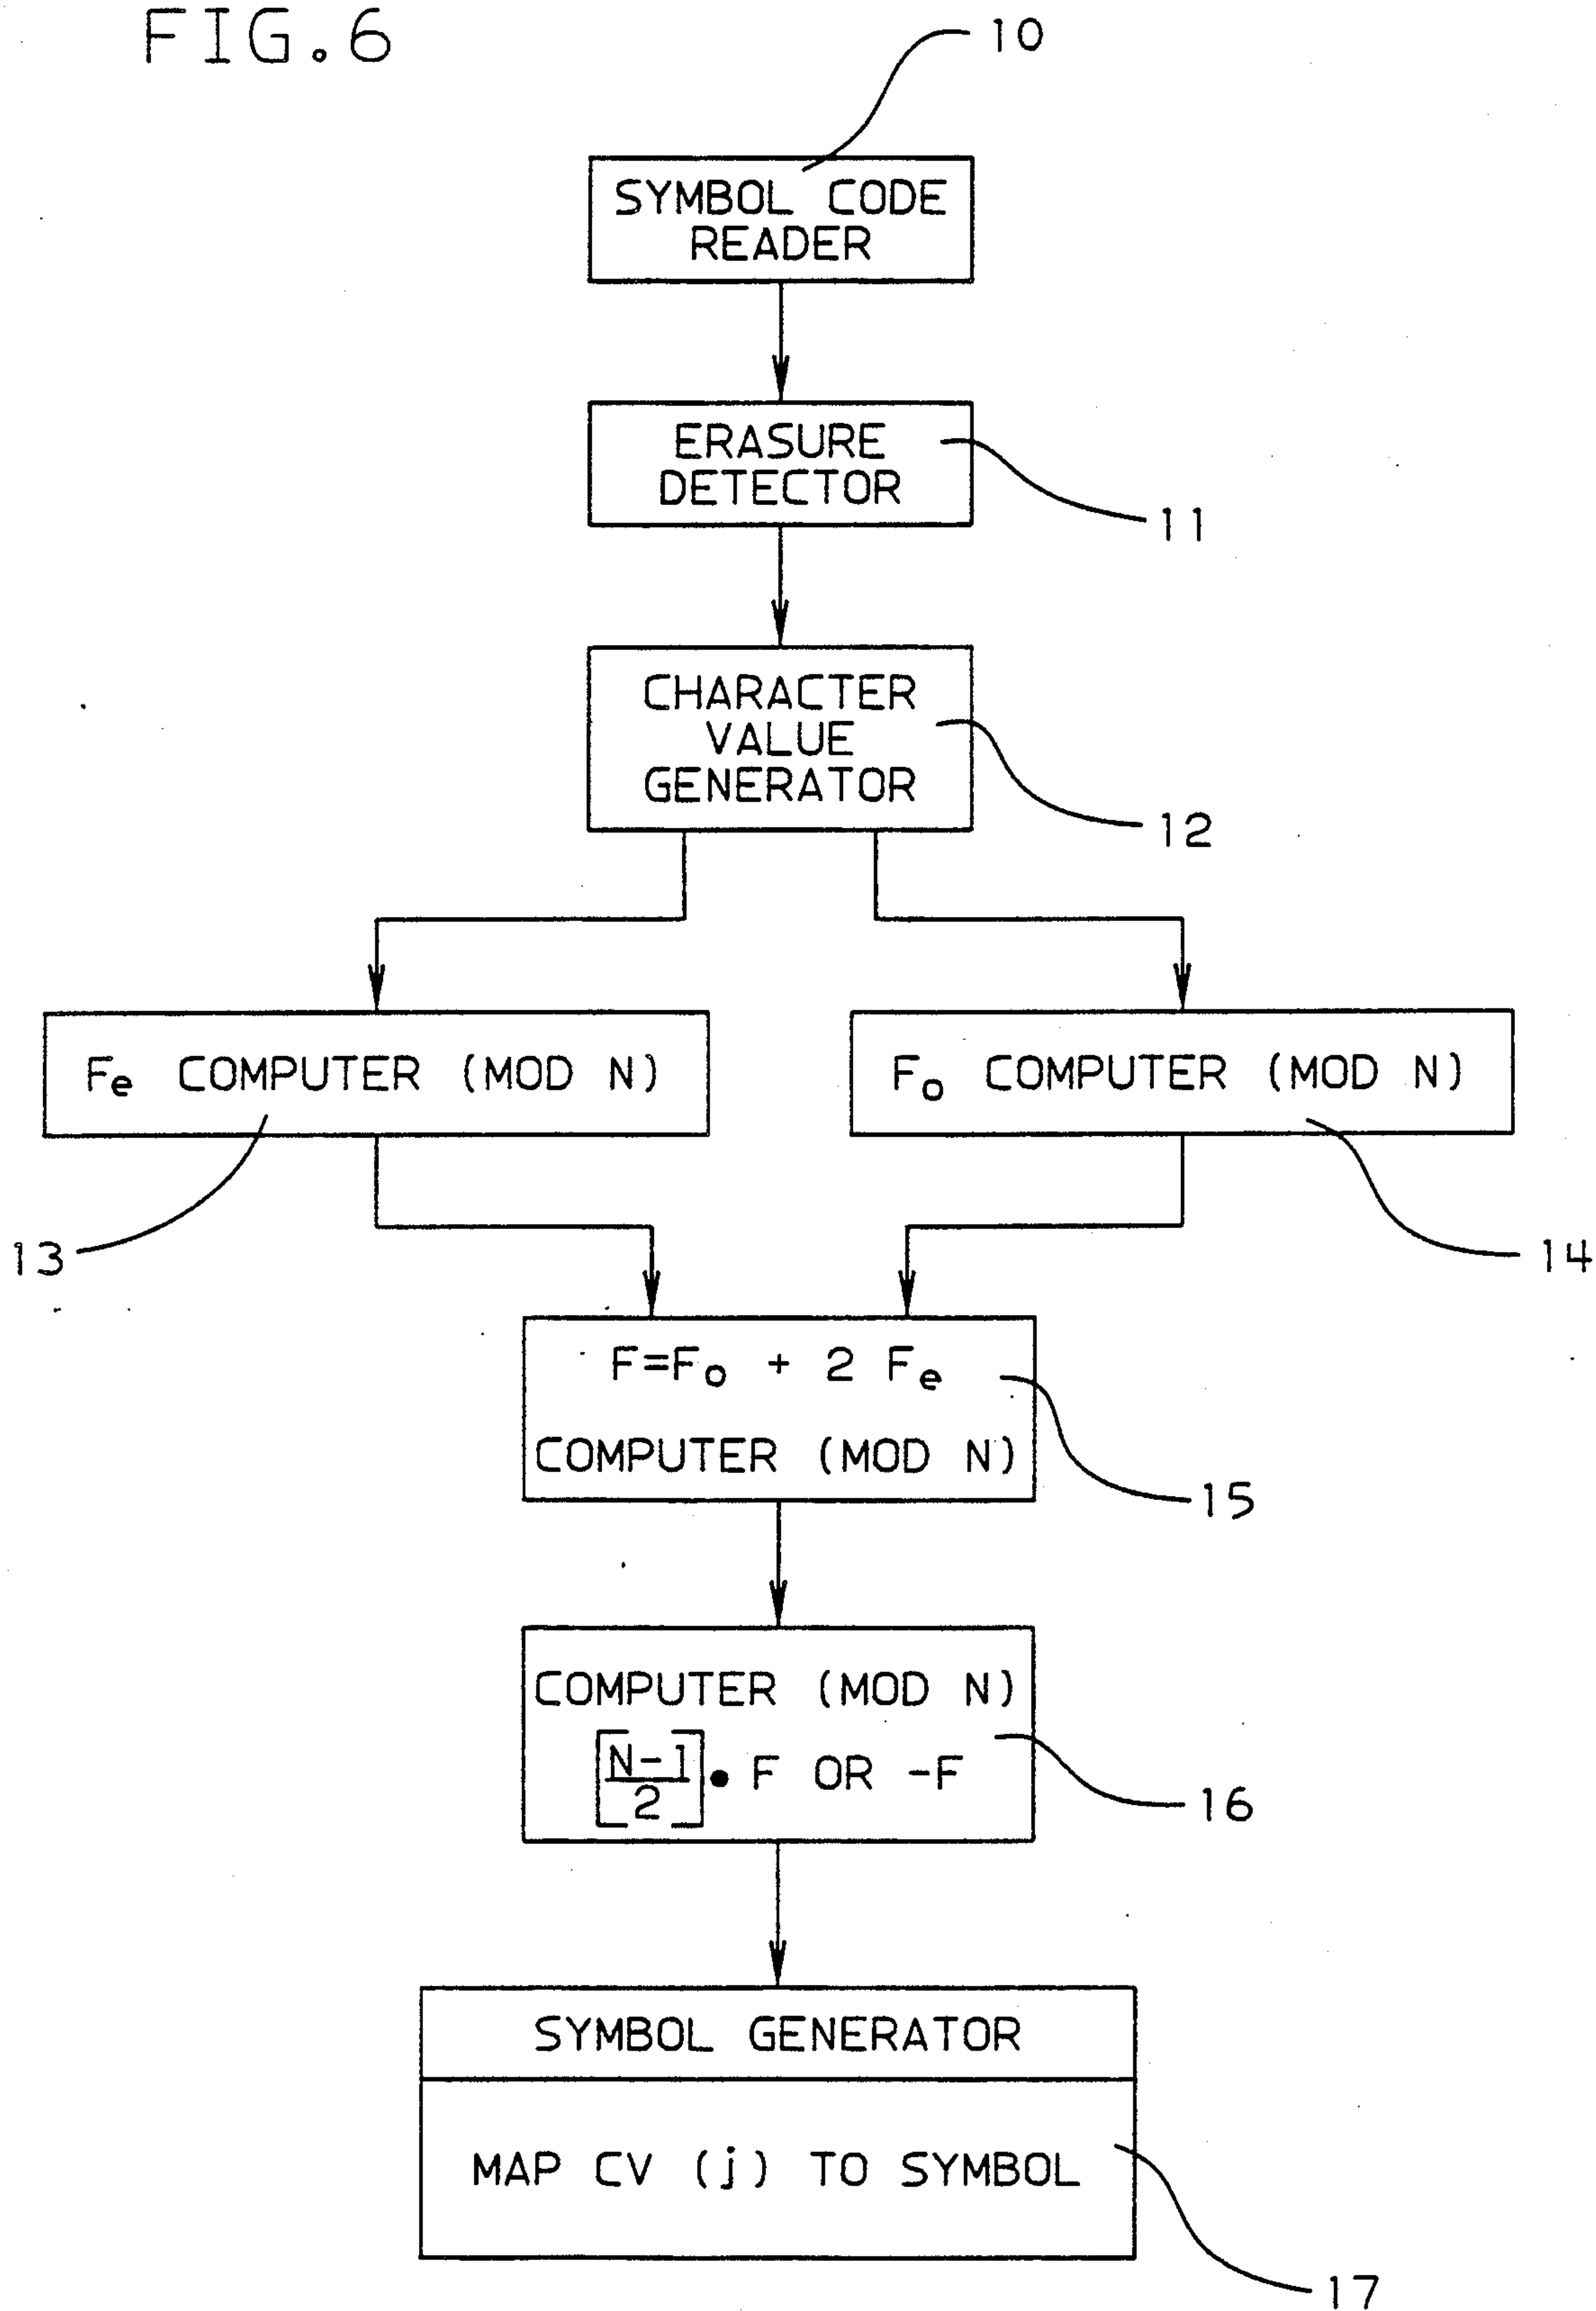 FIG.6
10
SYMBOL CODE
READER
ERASURE
DETECTOR
11
CHARACTER
VALUE
GENERATOR
12
Fe COMPUTER (MOD N)
Fo COMPUTER (MOD N)
13
14
F=Fo + 2 Fe
COMPUTER (MOD N)
15
COMPUTER (MOD N)
[N-1/2]• F OR -F
16
SYMBOL GENERATOR
MAP CV (j) TO SYMBOL
17